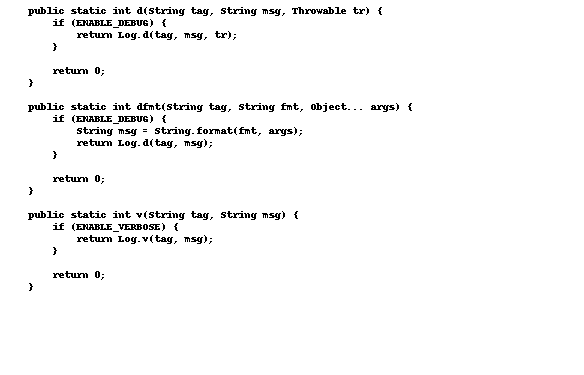 public static int d(String tag, String msg, Throwable tr) {
    if (ENABLE_DEBUG) {
        return Log.d(tag, msg, tr);
    }

    return 0;
}

public static int dfmt(String tag, String fmt, Object... args) {
    if (ENABLE_DEBUG) {
        String msg = String.format(fmt, args);
        return Log.d(tag, msg);
    }

    return 0;
}

public static int v(String tag, String msg) {
    if (ENABLE_VERBOSE) {
        return Log.v(tag, msg);
    }

    return 0;
}